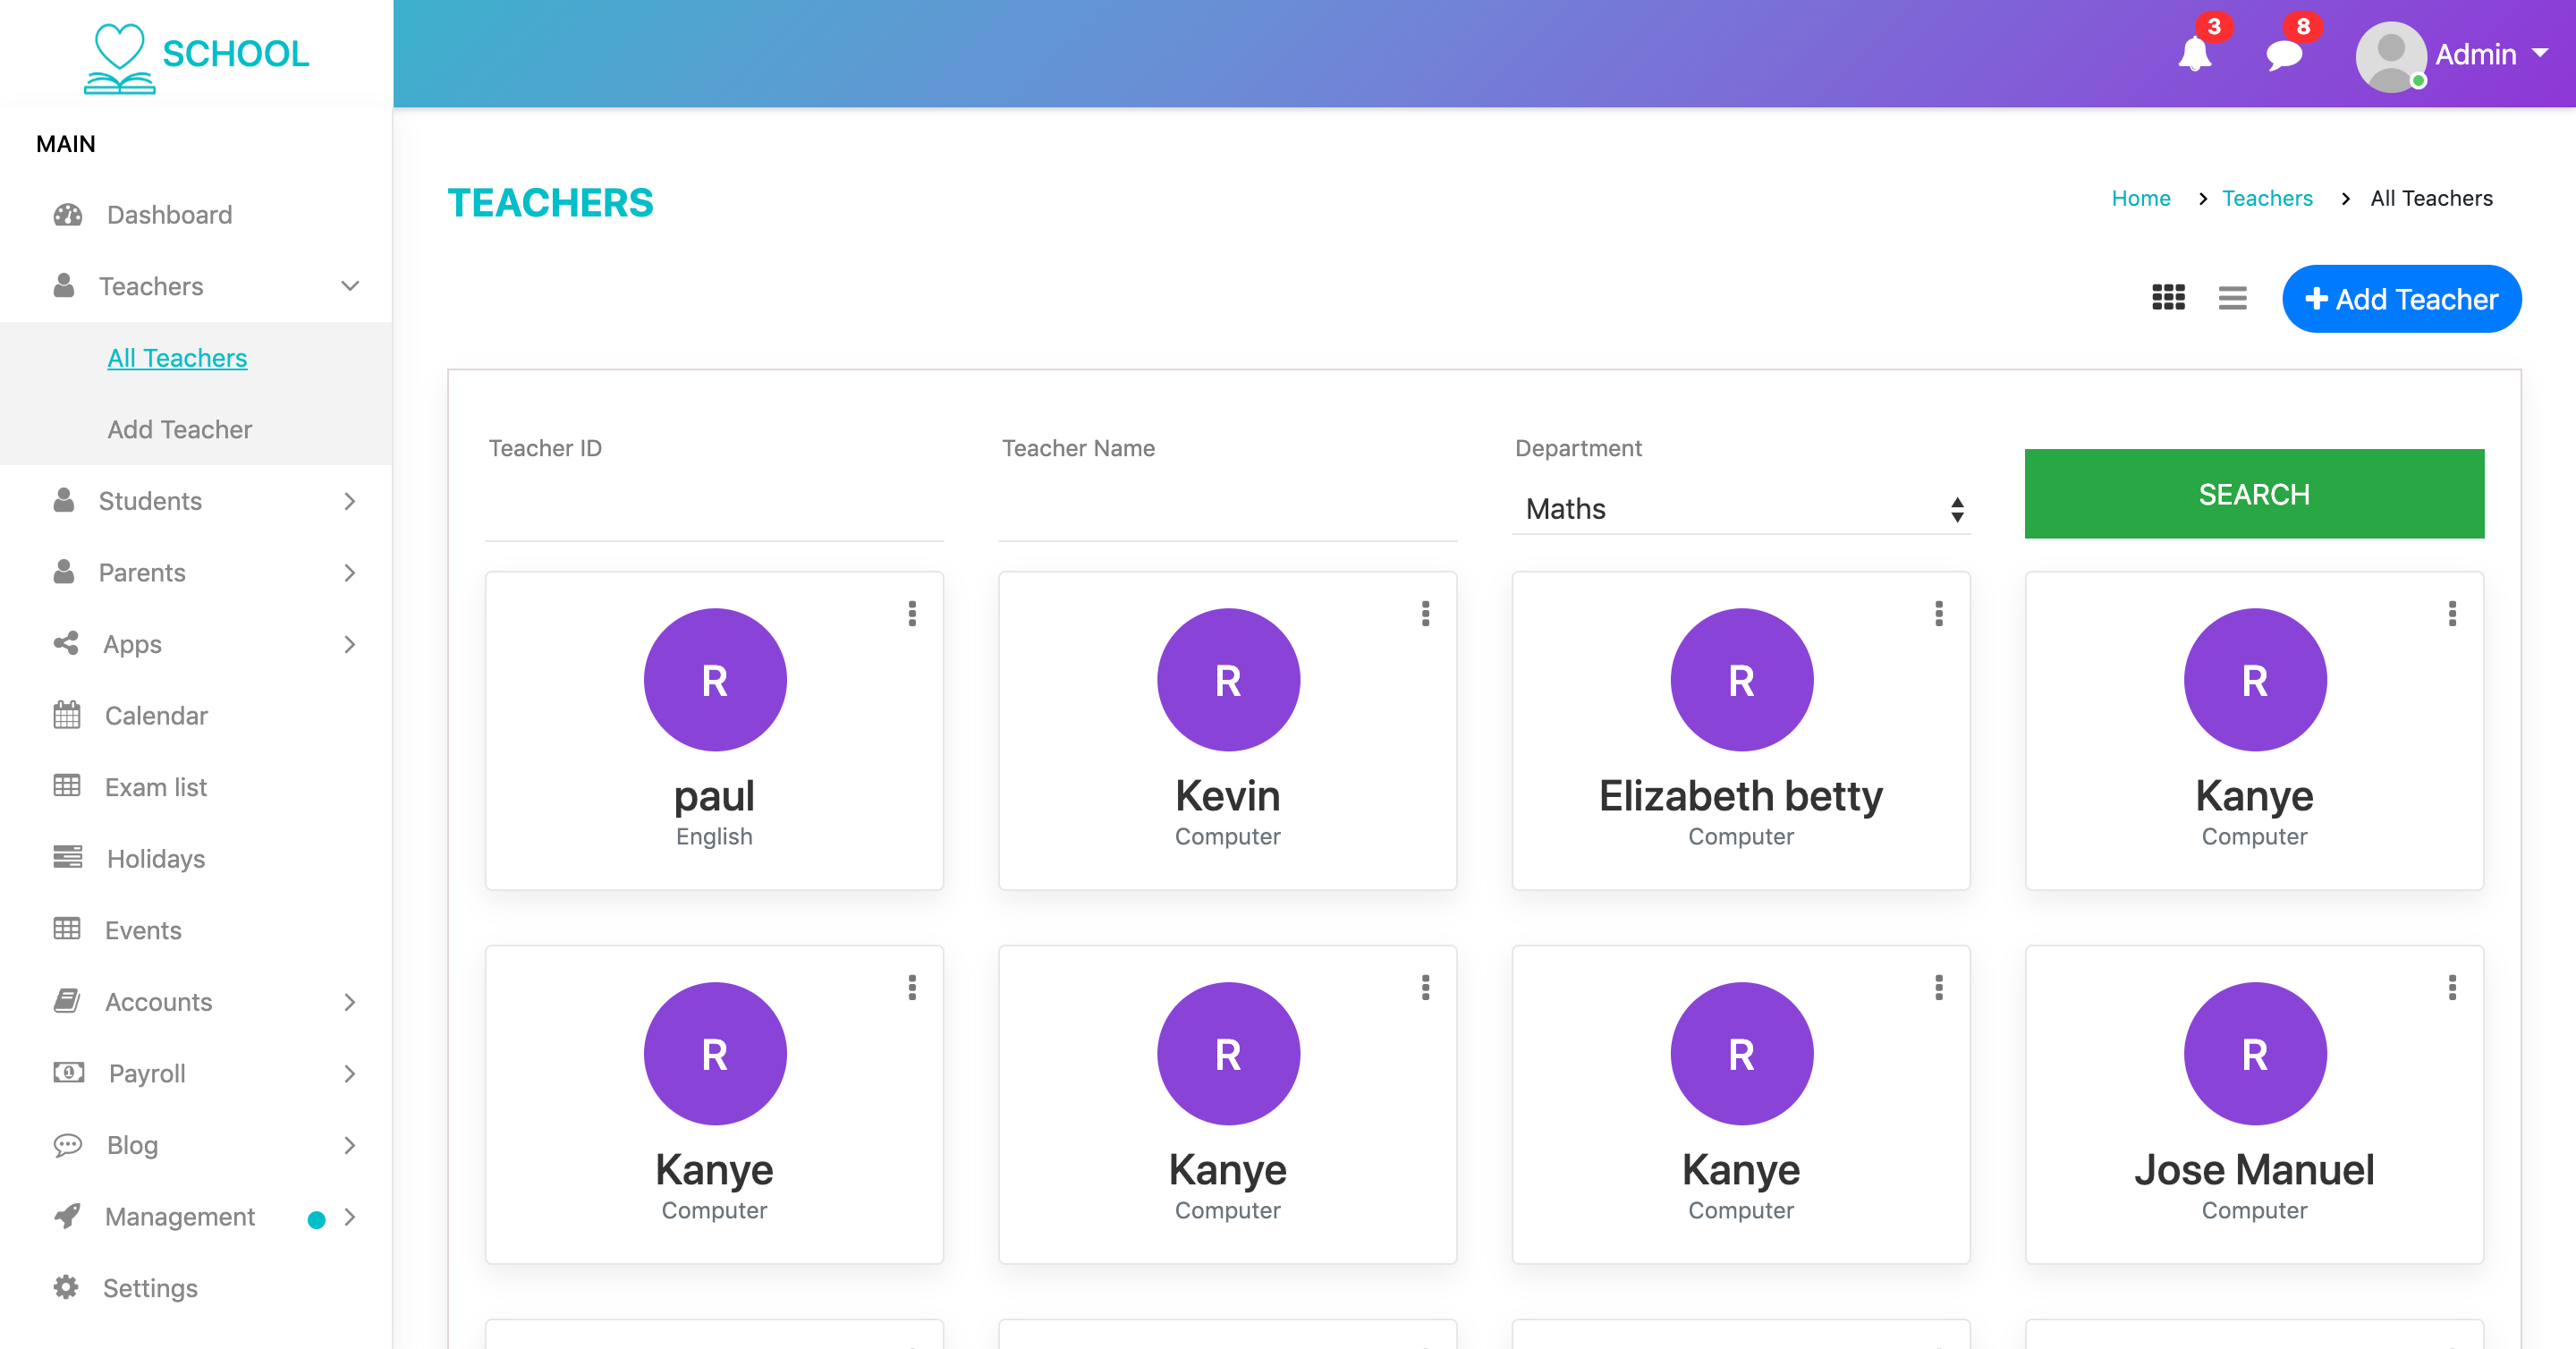 SCHOOL
3
8
Admin
MAIN
Dashboard
Teachers
All Teachers
Add Teacher
Students
Parents
Apps
Calendar
Exam list
Holidays
Events
Accounts
Payroll
Blog
Management
Settings
TEACHERS
Home > Teachers > All Teachers
+ Add Teacher
Teacher ID
Teacher Name
Department
Maths
SEARCH
R
paul
English
R
Kevin
Computer
R
Elizabeth betty
Computer
R
Kanye
Computer
R
Kanye
Computer
R
Kanye
Computer
R
Kanye
Computer
R
Jose Manuel
Computer